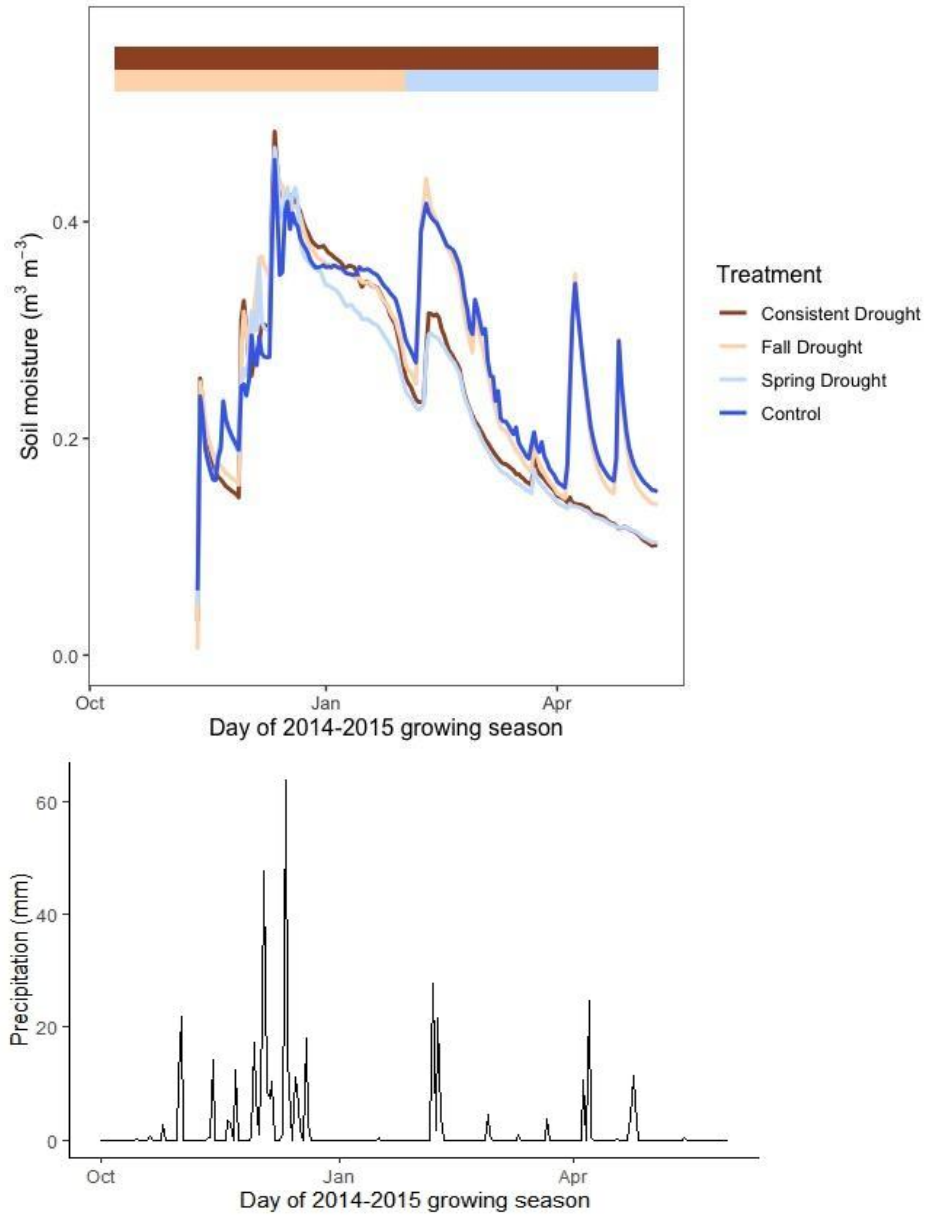 0.4
0.2
0.0
Soil moisture (m³ m⁻³)
Oct
Jan
Apr
Day of 2014-2015 growing season
Treatment
Consistent Drought
Fall Drought
Spring Drought
Control
60
40
20
0
Precipitation (mm)
Oct
Jan
Apr
Day of 2014-2015 growing season